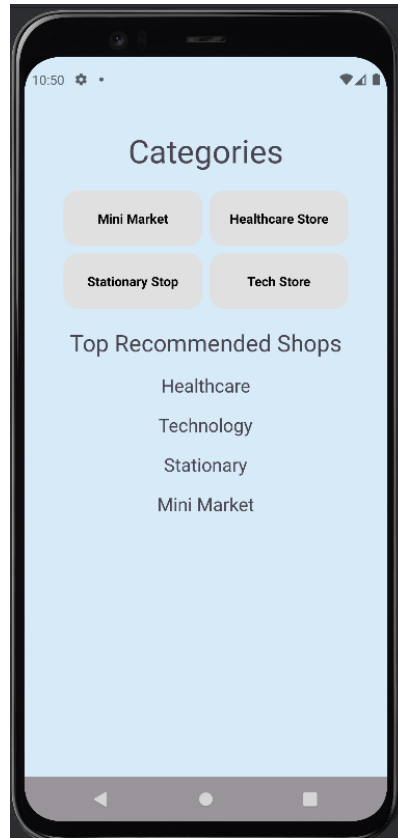 10:50
Categories
Mini Market Healthcare Store
Stationary Stop Tech Store
Top Recommended Shops
Healthcare
Technology
Stationary
Mini Market